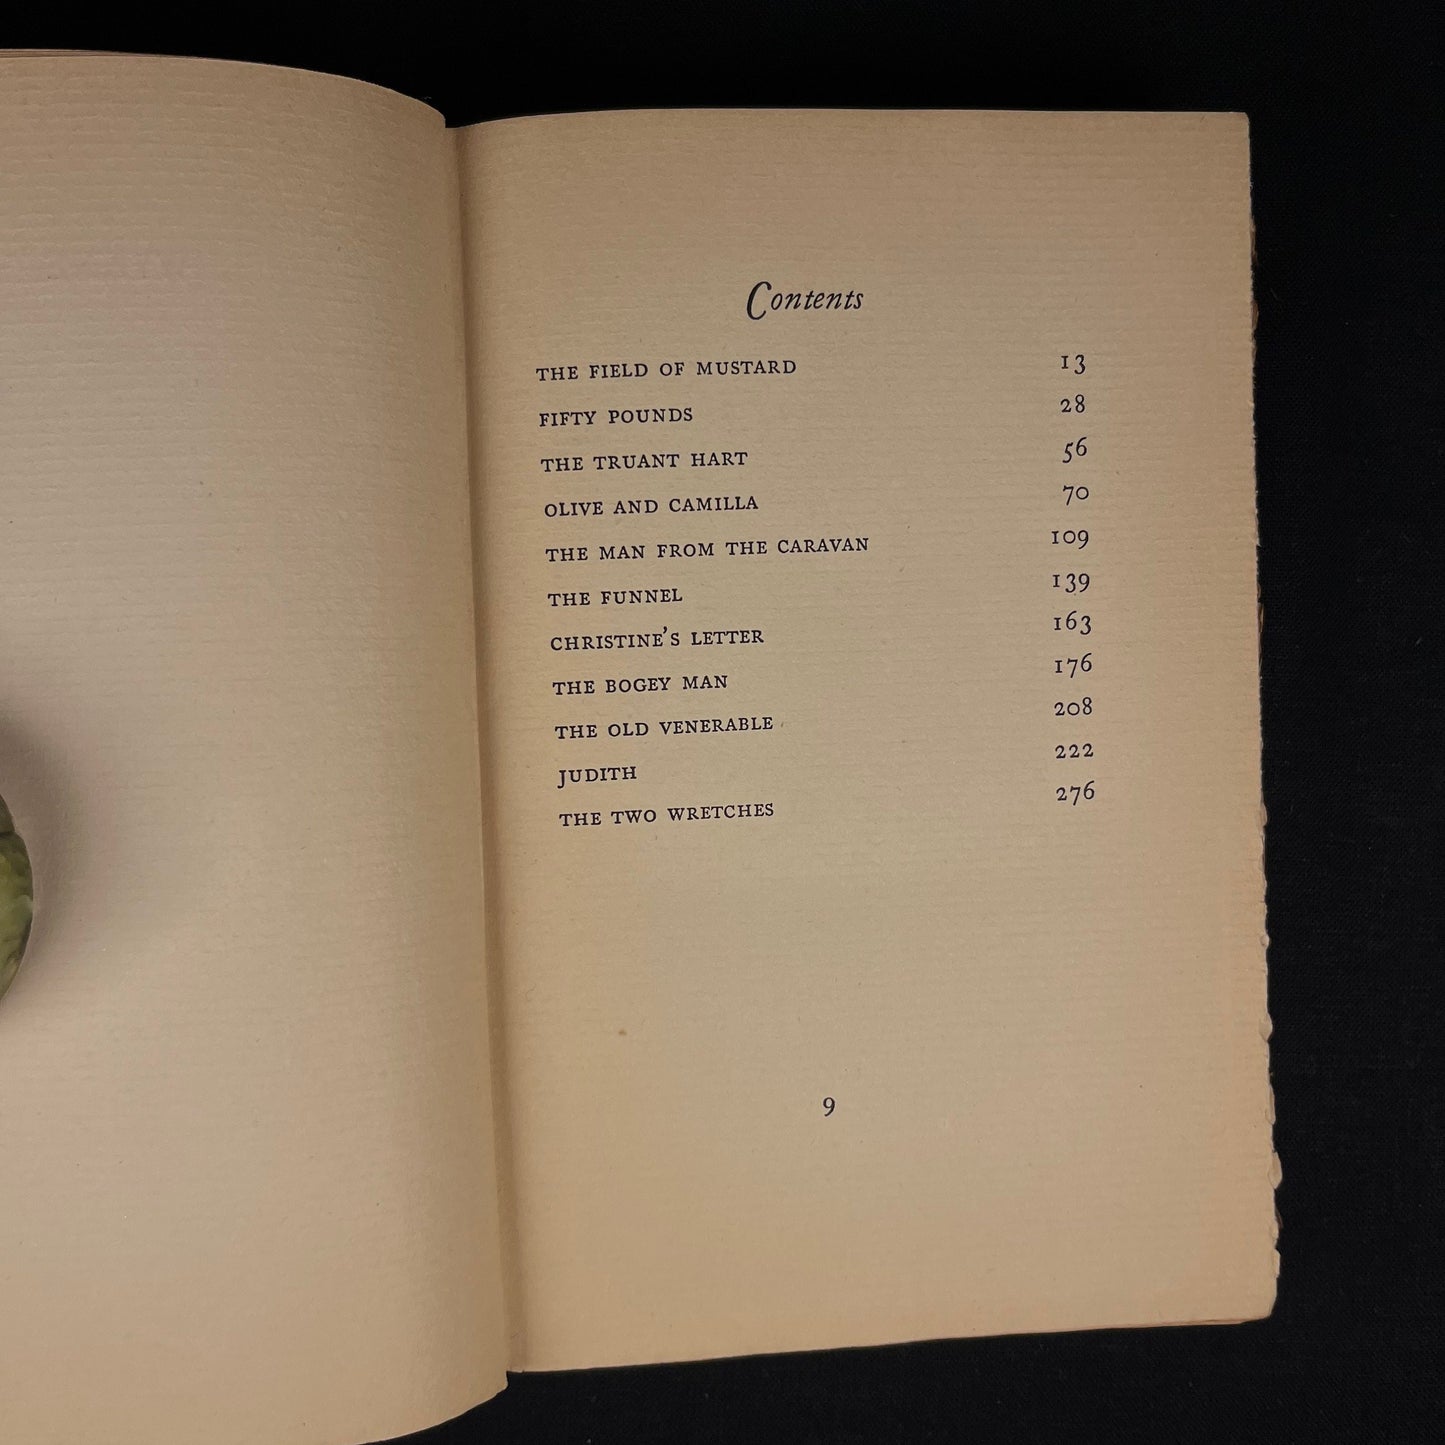 Contents
THE FIELD OF MUSTARD 13
FIFTY POUNDS 28
THE TRUANT HART 56
OLIVE AND CAMILLA 70
THE MAN FROM THE CARAVAN 109
THE FUNNEL 139
CHRISTINE'S LETTER 163
THE BOGEY MAN 176
THE OLD VENERABLE 208
JUDITH 222
THE TWO WRETCHES 276
9